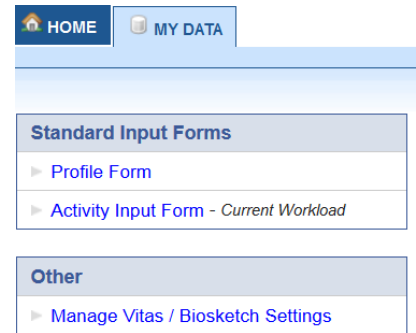 HOME MY DATA
Standard Input Forms
Profile Form
Activity Input Form - Current Workload
Other
Manage Vitas / Biosketch Settings